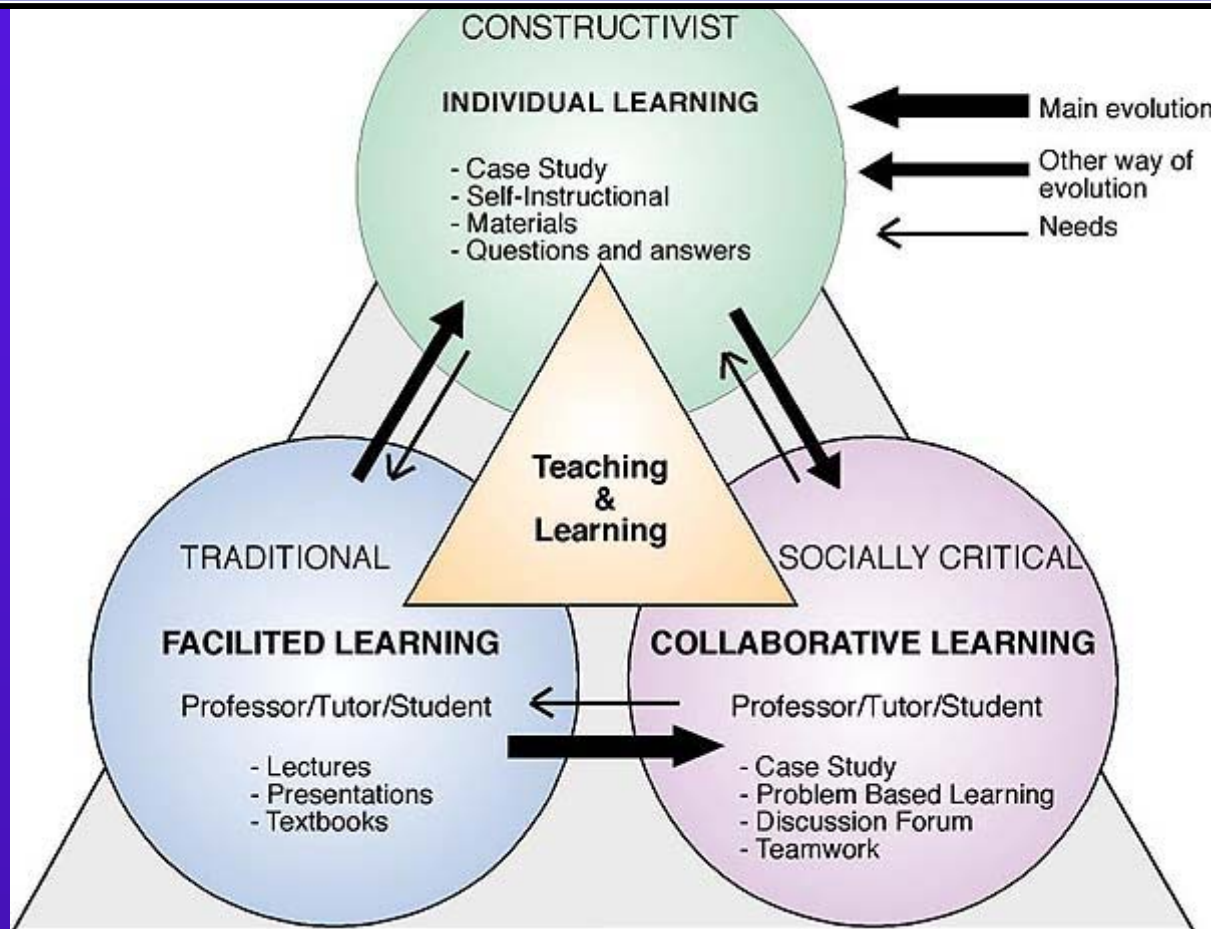 CONSTRUCTIVIST
INDIVIDUAL LEARNING
- Case Study
- Self-Instructional
- Materials
- Questions and answers
Main evolution
Other way of
evolution
Needs
Teaching
&
Learning
TRADITIONAL
FACILITED LEARNING
Professor/Tutor/Student
- Lectures
- Presentations
- Textbooks
SOCIALLY CRITICAL
COLLABORATIVE LEARNING
Professor/Tutor/Student
- Case Study
- Problem Based Learning
- Discussion Forum
- Teamwork